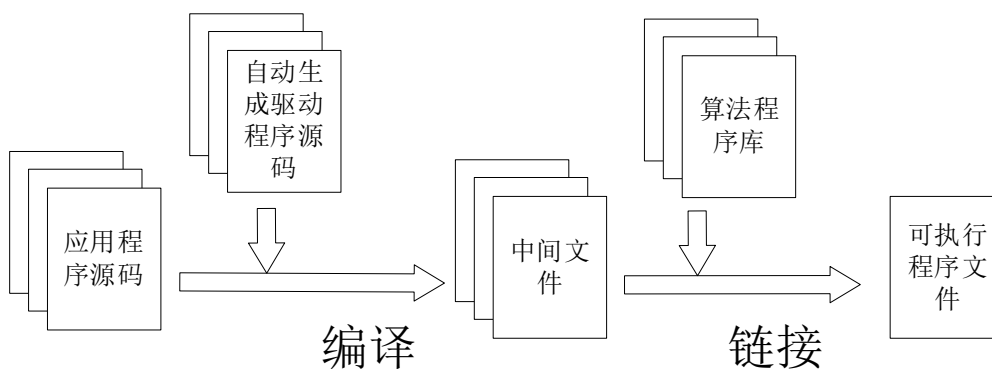 自动生
成驱动
程序源
码
算法程
序库
应用程
序源码
中间文
件
可执行
程序文
件
编译
链接